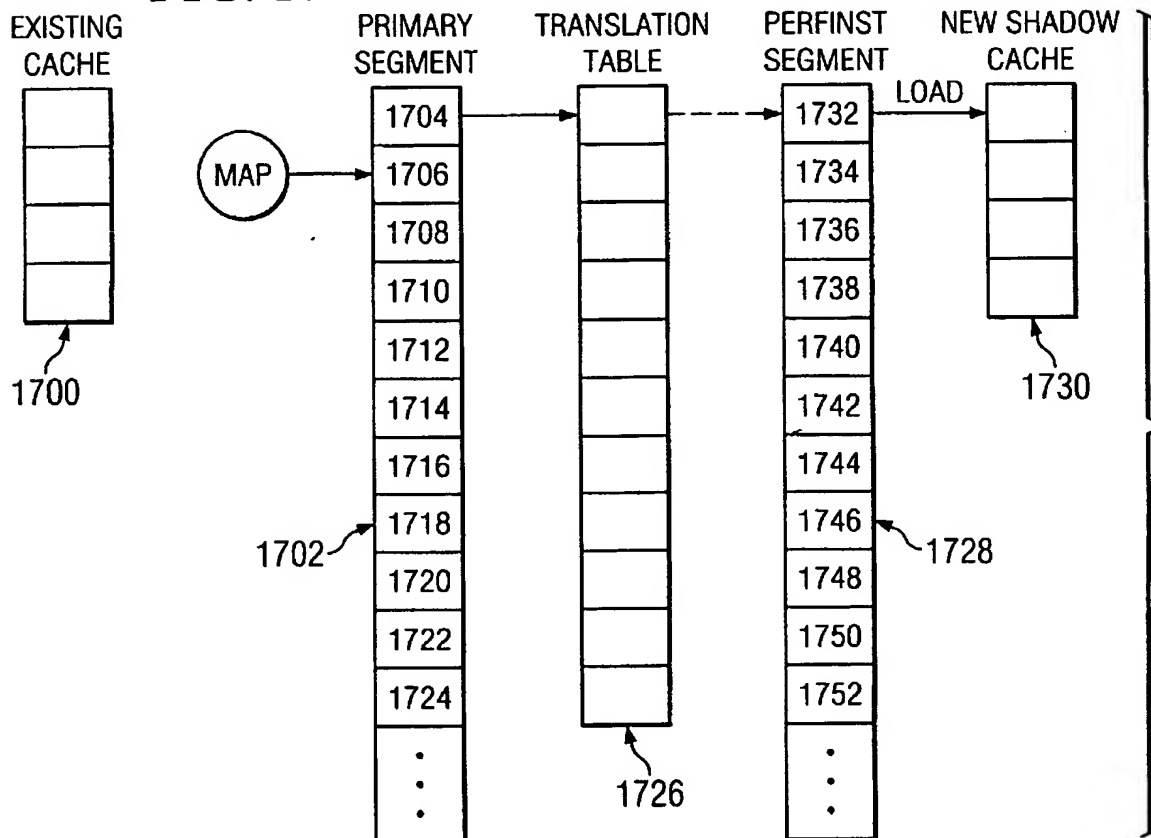 EXISTING
CACHE
PRIMARY
SEGMENT
TRANSLATION
TABLE
PERFINST
SEGMENT
NEW SHADOW
CACHE
LOAD
MAP
1704
1706
1708
1710
1712
1714
1716
1718
1720
1722
1724
1732
1734
1736
1738
1740
1742
1744
1746
1748
1750
1752
1700
1702
1726
1728
1730